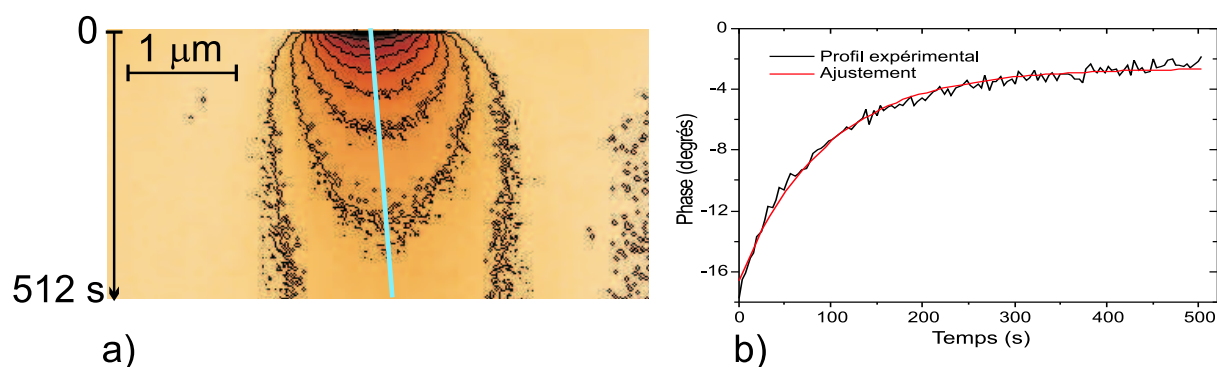 0
1 μm
512 s
a)
Profil expérimental
Ajustement
Phase (degrés)
0
-4
-8
-12
-16
0
100
200
300
400
500
Temps (s)
b)